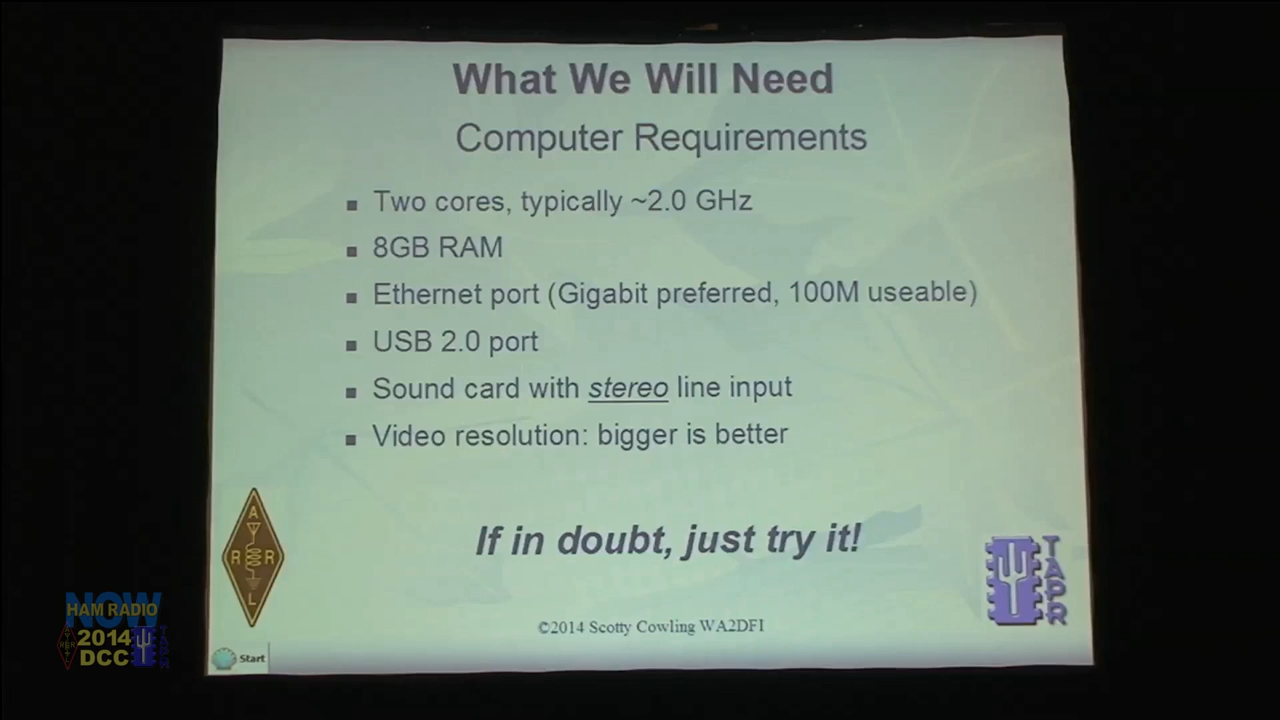 What We Will Need
Computer Requirements
Two cores, typically ~2.0 GHz
8GB RAM
Ethernet port (Gigabit preferred, 100M useable)
USB 2.0 port
Sound card with stereo line input
Video resolution: bigger is better
If in doubt, just try it!
A
R R
L
TAPR
©2014 Scotty Cowling WA2DFI
Start
NOW
HAM RADIO
2014
DCC
TAPR